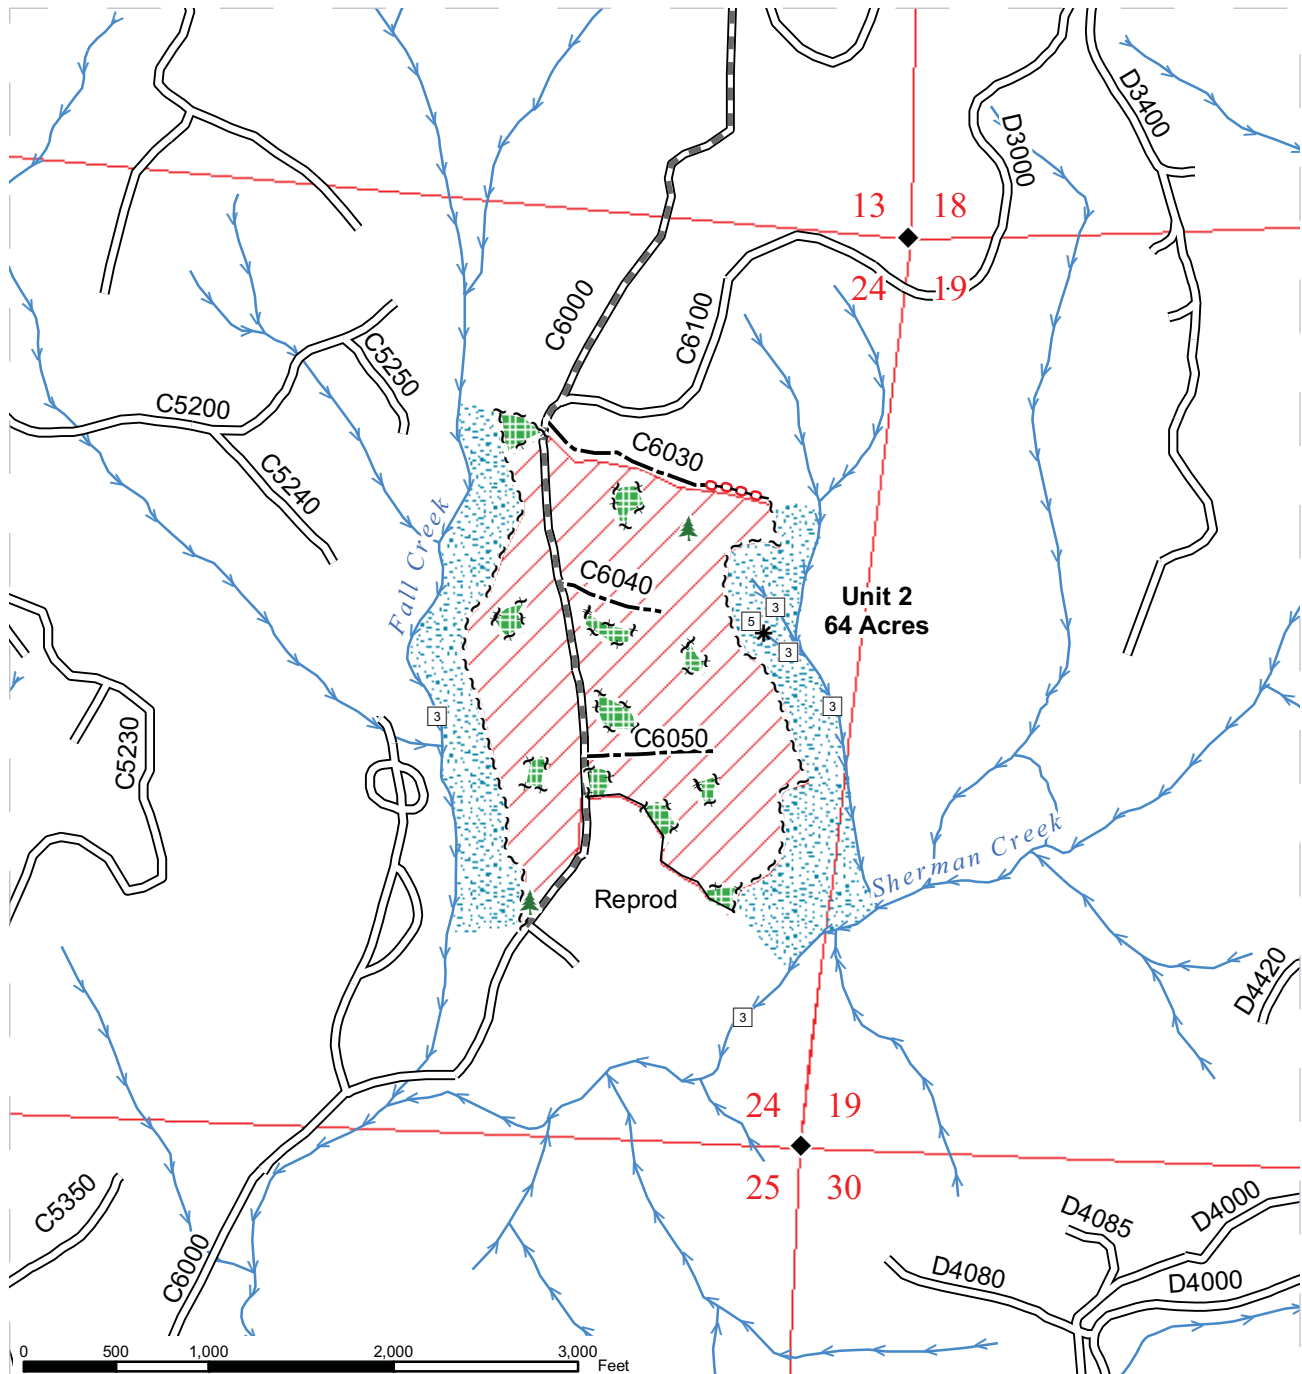 D3400
D3000
13 18
24 19
C6000
C6100
C5250
C5200
C5240
C6030
Fall Creek
C6040
3
5
3
Unit 2
64 Acres
3
3
C5230
C6050
Sherman Creek
Reprod
D4420
3
24 19
25 30
C5350
C6000
D4085
D4000
D4080
D4000
0 500 1,000 2,000 3,000
Feet